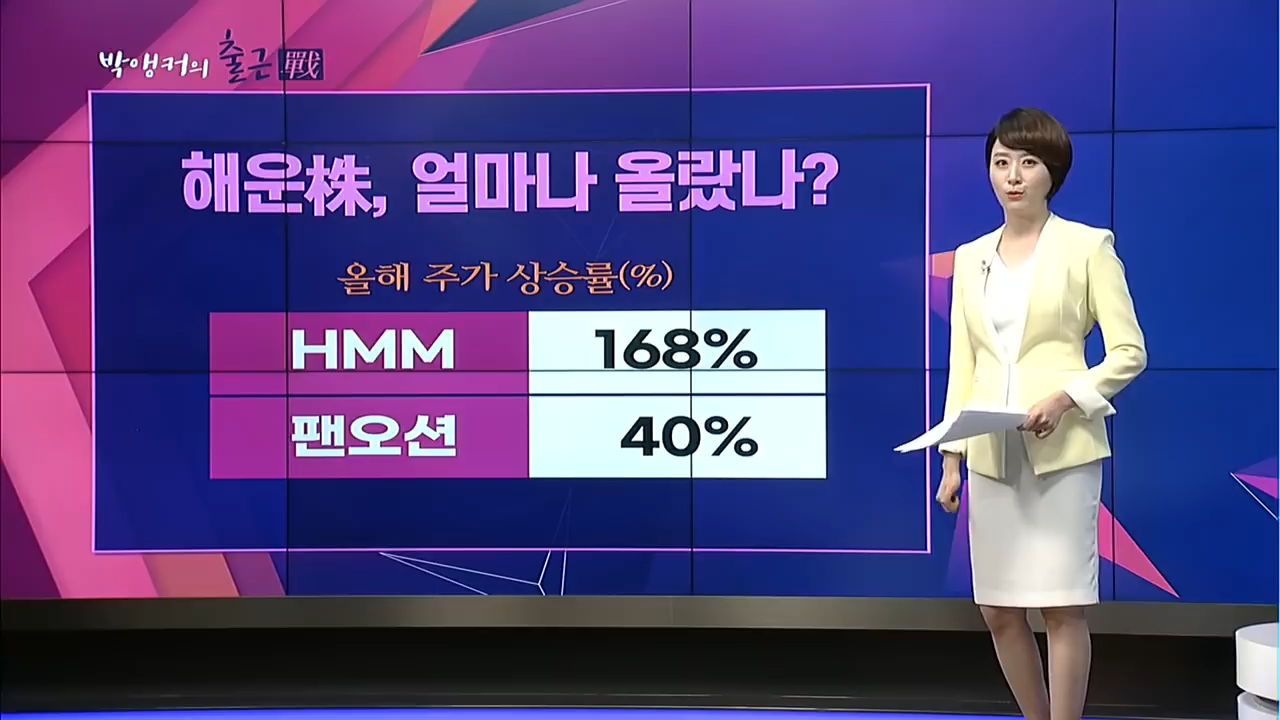 박앵커의 출근戰
해운株, 얼마나 올랐나?
올해 주가 상승률(%)
HMM 168%
팬오션 40%